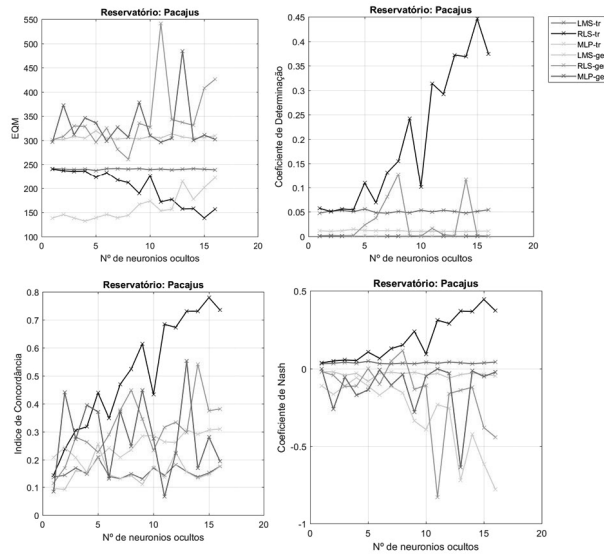 Reservatório: Pacajus
EQM
550
500
450
400
350
300
250
200
150
100
0
5
10
15
20
Nº de neuronios ocultos
Reservatório: Pacajus
Coeficiente de Determinação
0.45
0.4
0.35
0.3
0.25
0.2
0.15
0.1
0.05
0
0
5
10
15
20
Nº de neuronios ocultos
LMS-tr
RLS-tr
MLP-tr
LMS-ge
RLS-ge
MLP-ge
Reservatório: Pacajus
Indice de Concordância
0.8
0.7
0.6
0.5
0.4
0.3
0.2
0.1
0
0
5
10
15
20
Nº de neuronios ocultos
Reservatório: Pacajus
Coeficiente de Nash
0.5
0
-0.5
-1
0
5
10
15
20
Nº de neuronios ocultos